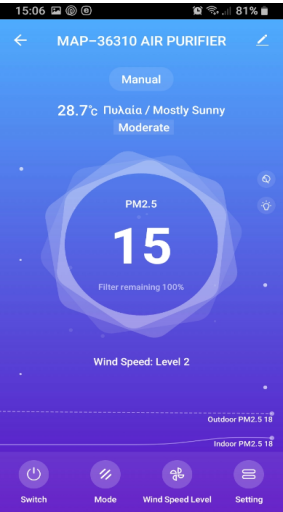 15:06 81%
MAP-36310 AIR PURIFIER
Manual
28.7°c Πυλαία / Mostly Sunny
Moderate
PM2.5
15
Filter remaining 100%
Wind Speed: Level 2
Outdoor PM2.5 18
Indoor PM2.5 18
Switch Mode Wind Speed Level Setting